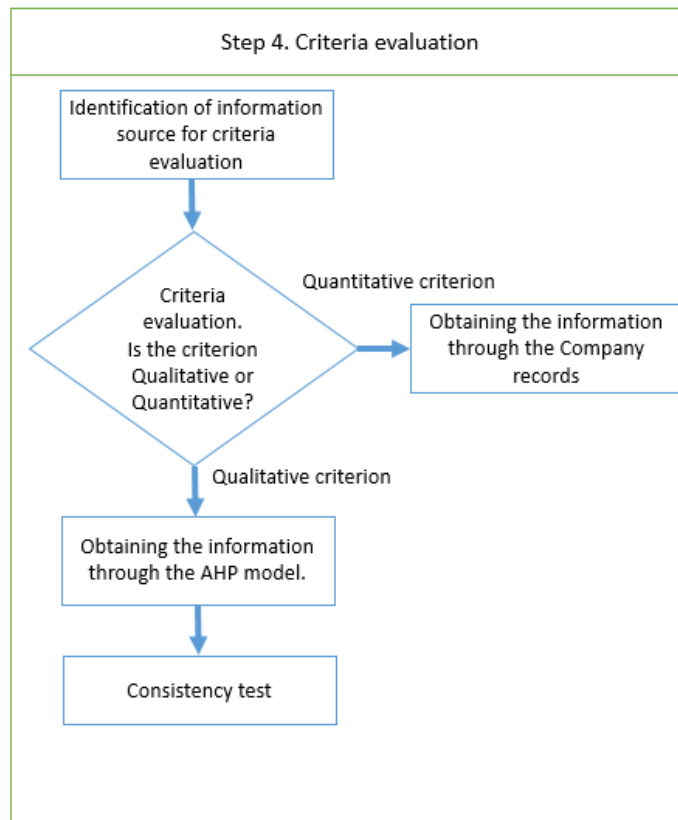 Step 4. Criteria evaluation
Identification of information
source for criteria
evaluation
Criteria
evaluation.
Is the criterion
Qualitative or
Quantitative?
Quantitative criterion
Obtaining the information
through the Company
records
Qualitative criterion
Obtaining the information
through the AHP model.
Consistency test